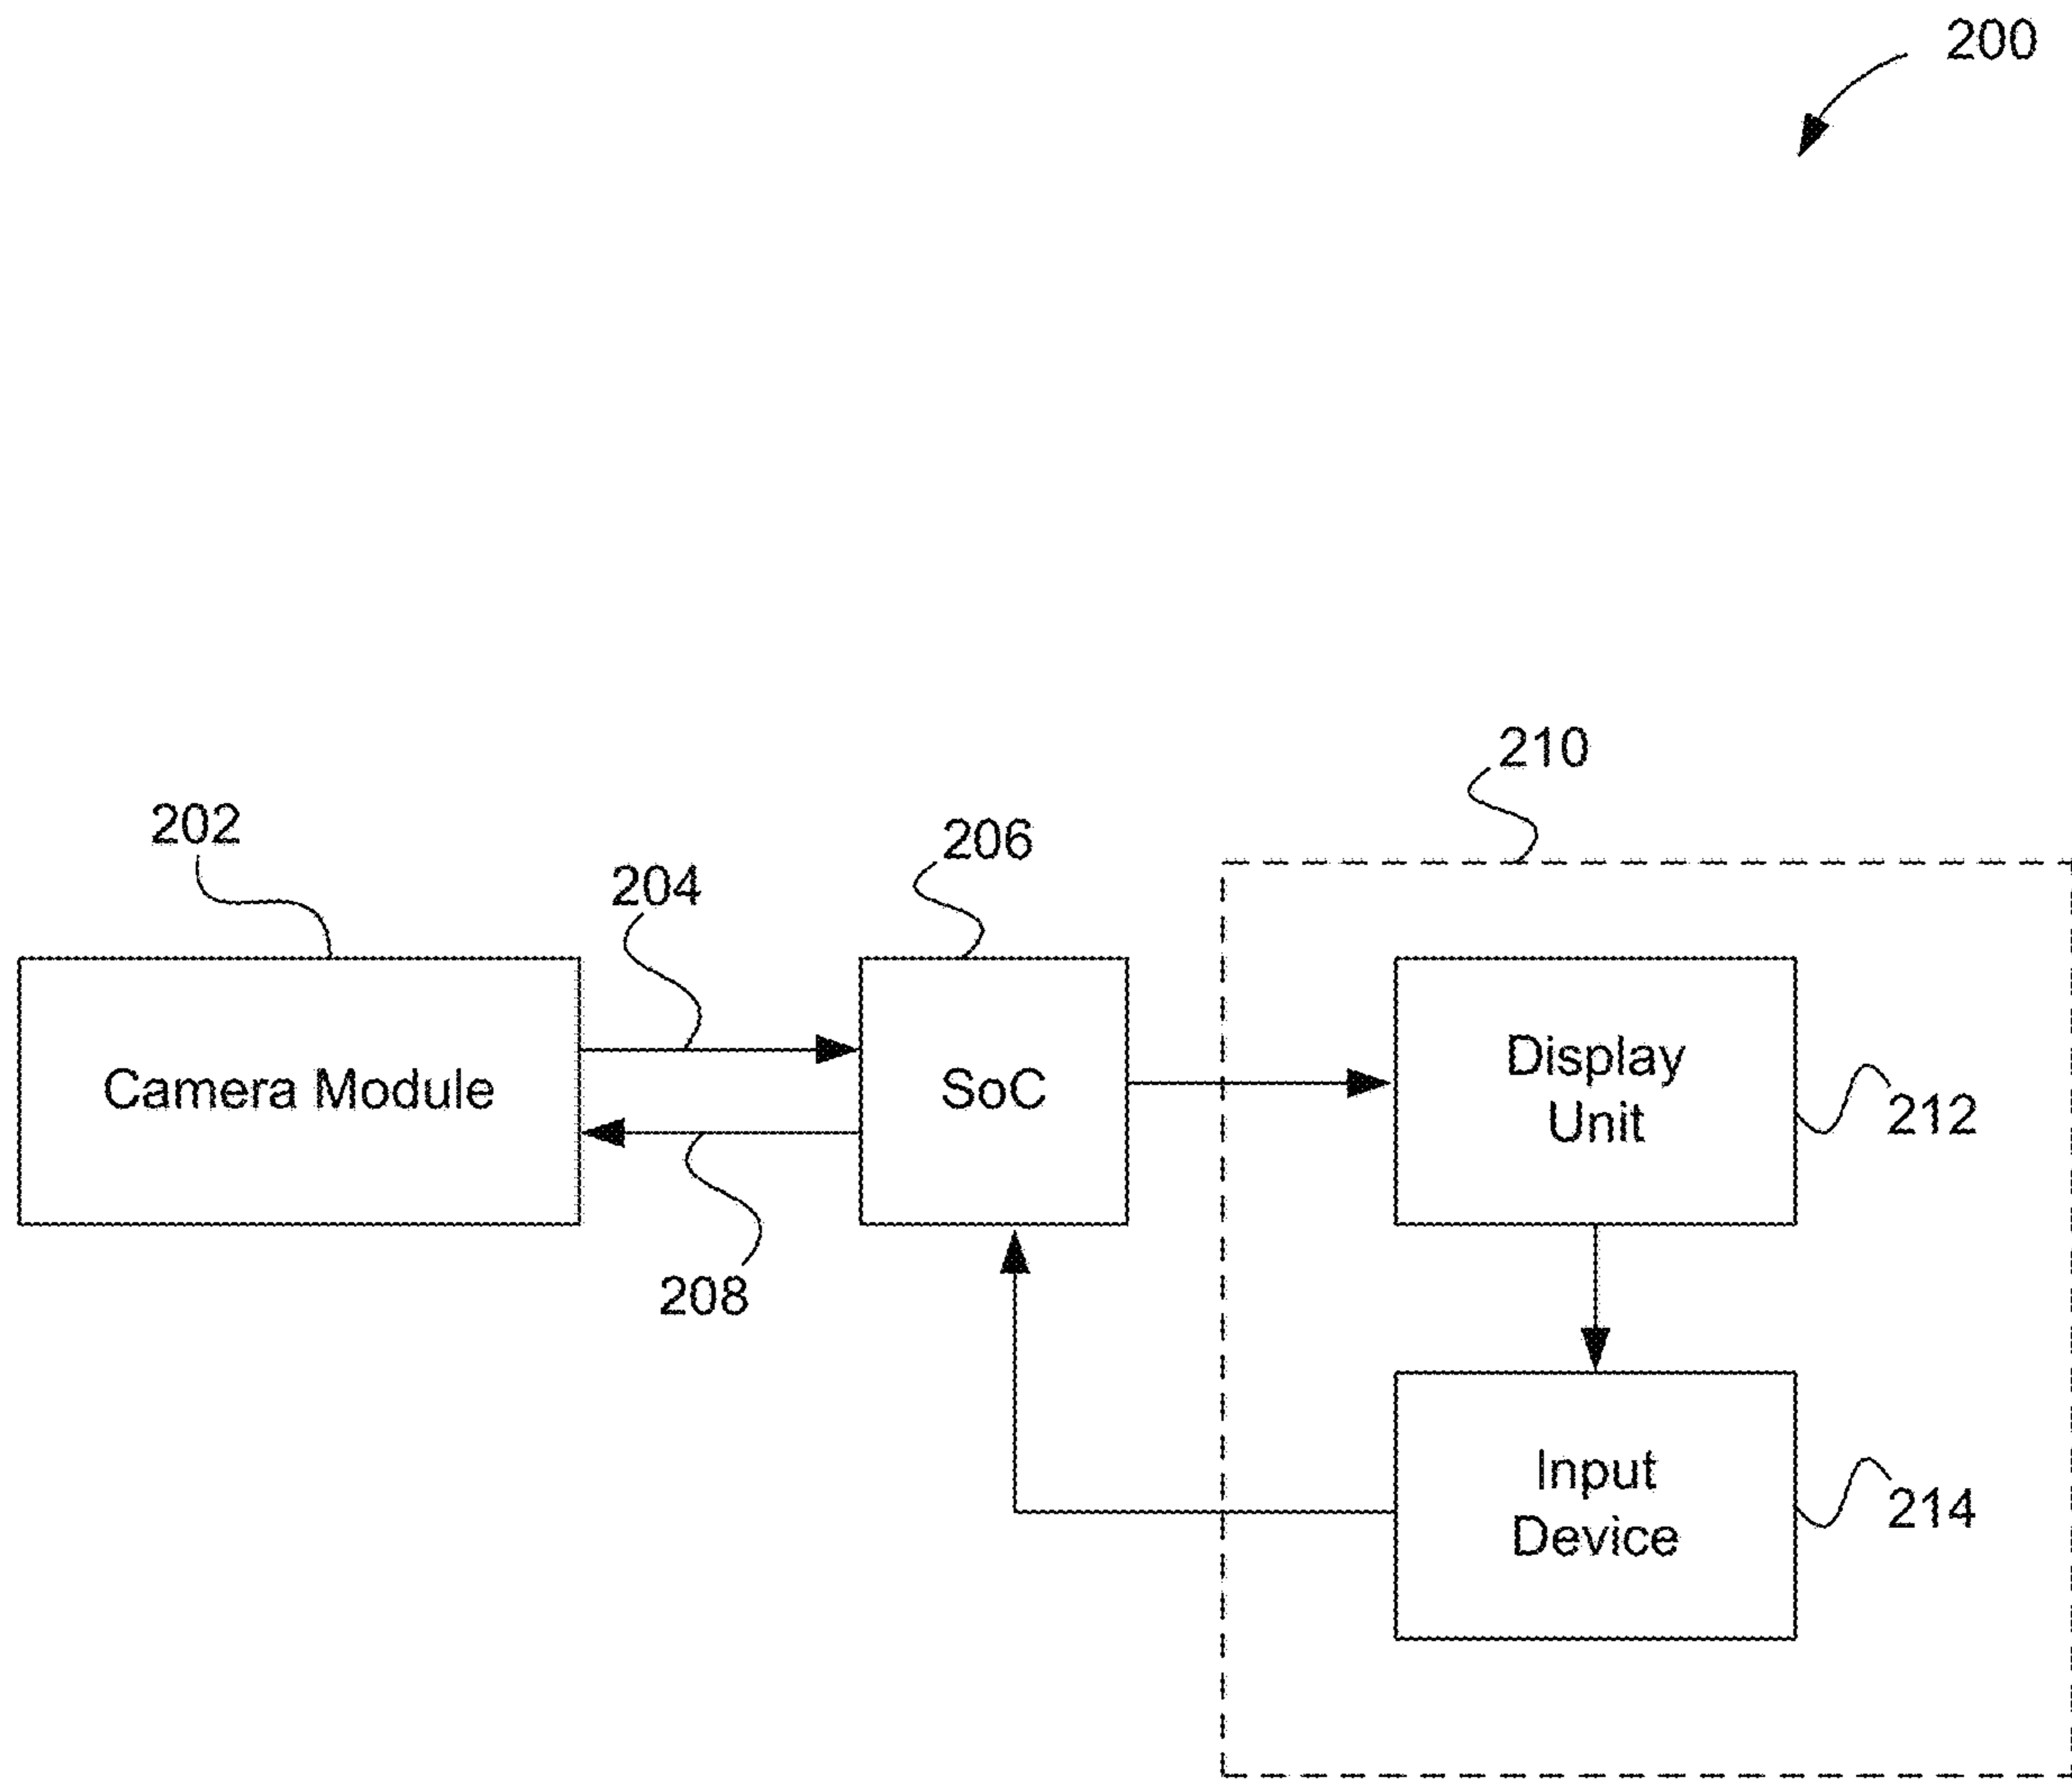 200
210
202
206
204
Camera Module
SoC
Display
Unit
212
208
Input
Device
214